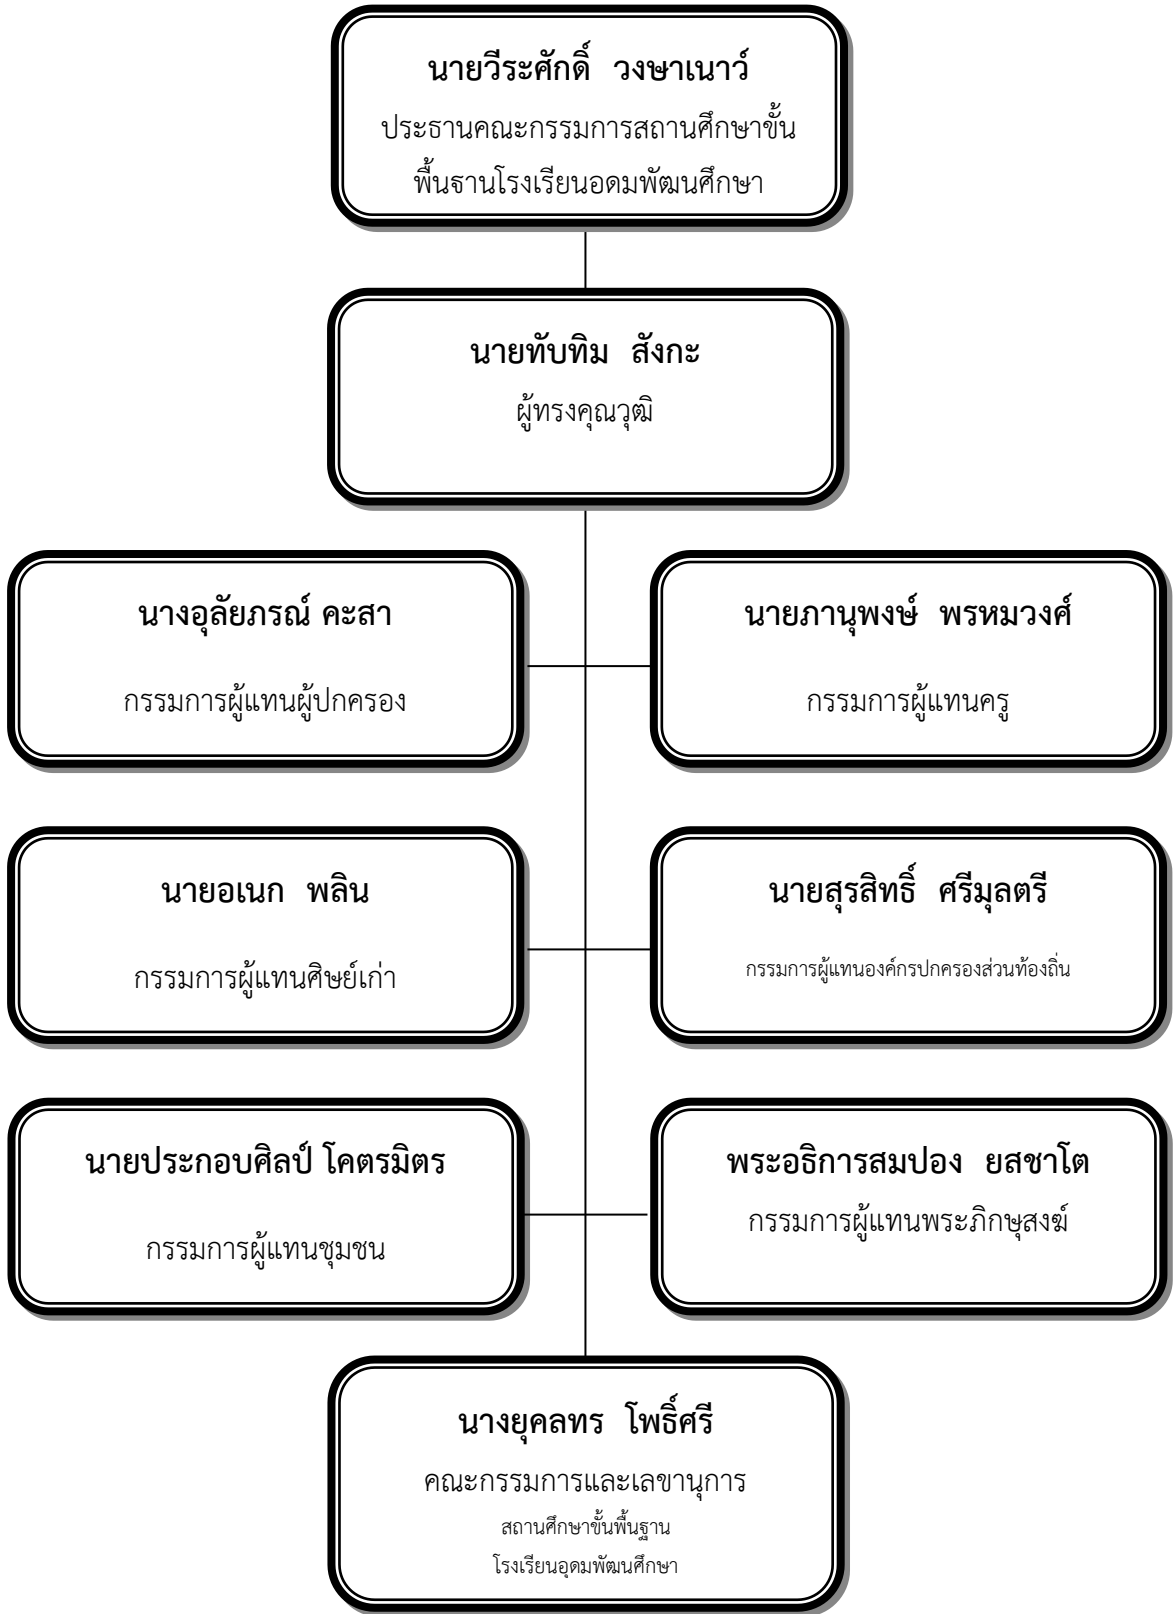 นายวีระศักดิ์ วงษาเนาว์
ประธานคณะกรรมการสถานศึกษาขั้น
พื้นฐานโรงเรียนอดมพัฒนศึกษา
นายทับทิม สังกะ
ผู้ทรงคุณวุฒิ
นางอุลัยภรณ์ คะสา
กรรมการผู้แทนผู้ปกครอง
นายภานุพงษ์ พรหมวงศ์
กรรมการผู้แทนครู
นายอเนก พลิน
กรรมการผู้แทนศิษย์เก่า
นายสุรสิทธิ์ ศรีมุลตรี
กรรมการผู้แทนองค์กรปกครองส่วนท้องถิ่น
นายประกอบศิลป์ โคตรมิตร
กรรมการผู้แทนชุมชน
พระอธิการสมปอง ยสชาโต
กรรมการผู้แทนพระภิกษุสงฆ์
นางยุคลทร โพธิ์ศรี
คณะกรรมการและเลขานุการ
สถานศึกษาขั้นพื้นฐาน
โรงเรียนอุดมพัฒนศึกษา